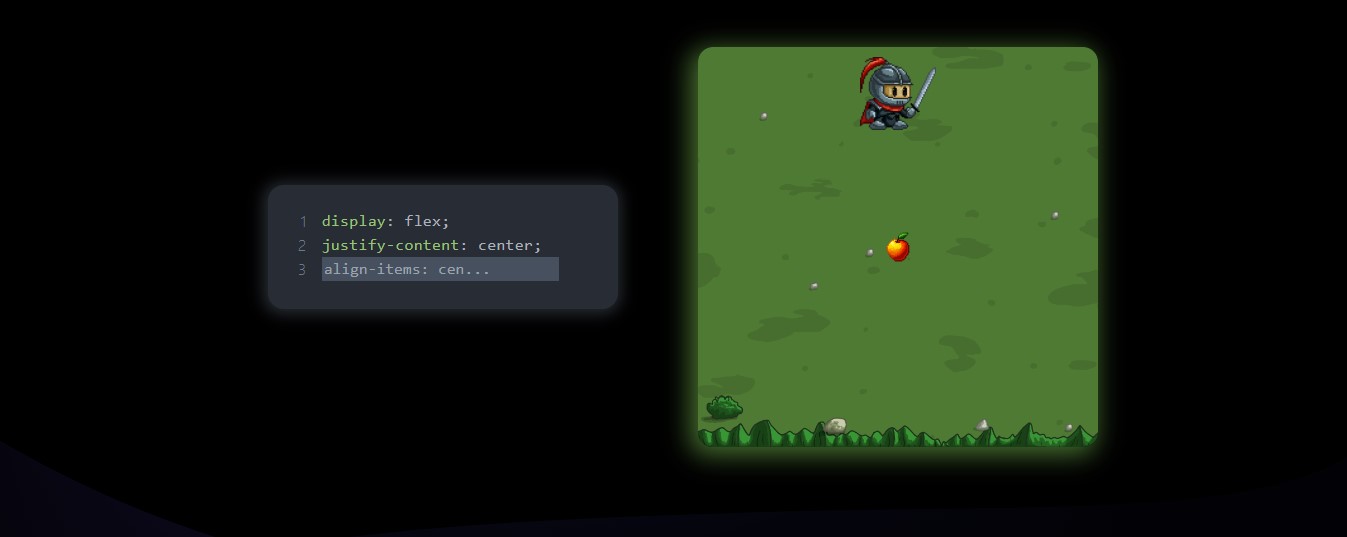 1 display: flex;
2 justify-content: center;
3 align-items: cen...